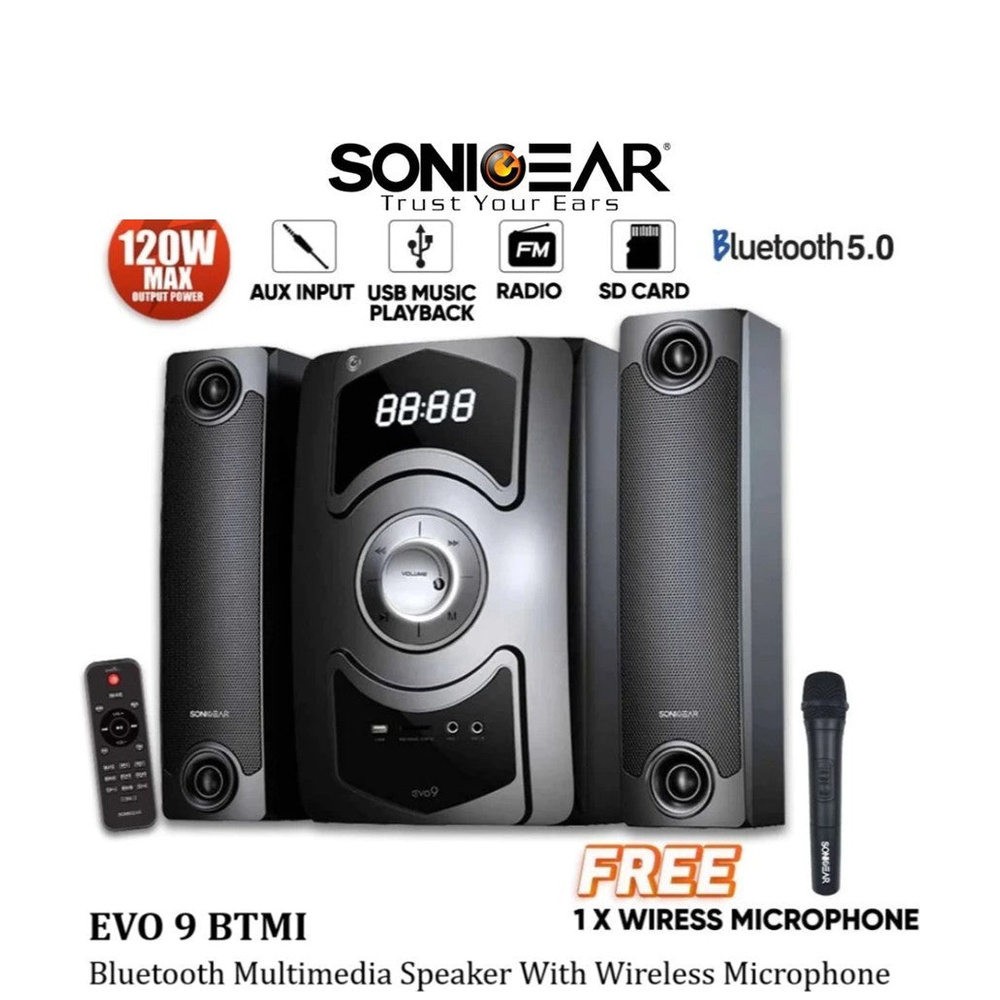 SONICGEAR®
Trust Your Ears
120W
MAX
OUTPUT POWER
AUX INPUT
USB MUSIC
PLAYBACK
FM
RADIO
SD CARD
Bluetooth 5.0
88:88
VOLUME
M
SONICGEAR
SONICGEAR
evo9
SONICGEAR
SONICGEAR
FREE
1 X WIRESS MICROPHONE
EVO 9 BTMI
Bluetooth Multimedia Speaker With Wireless Microphone